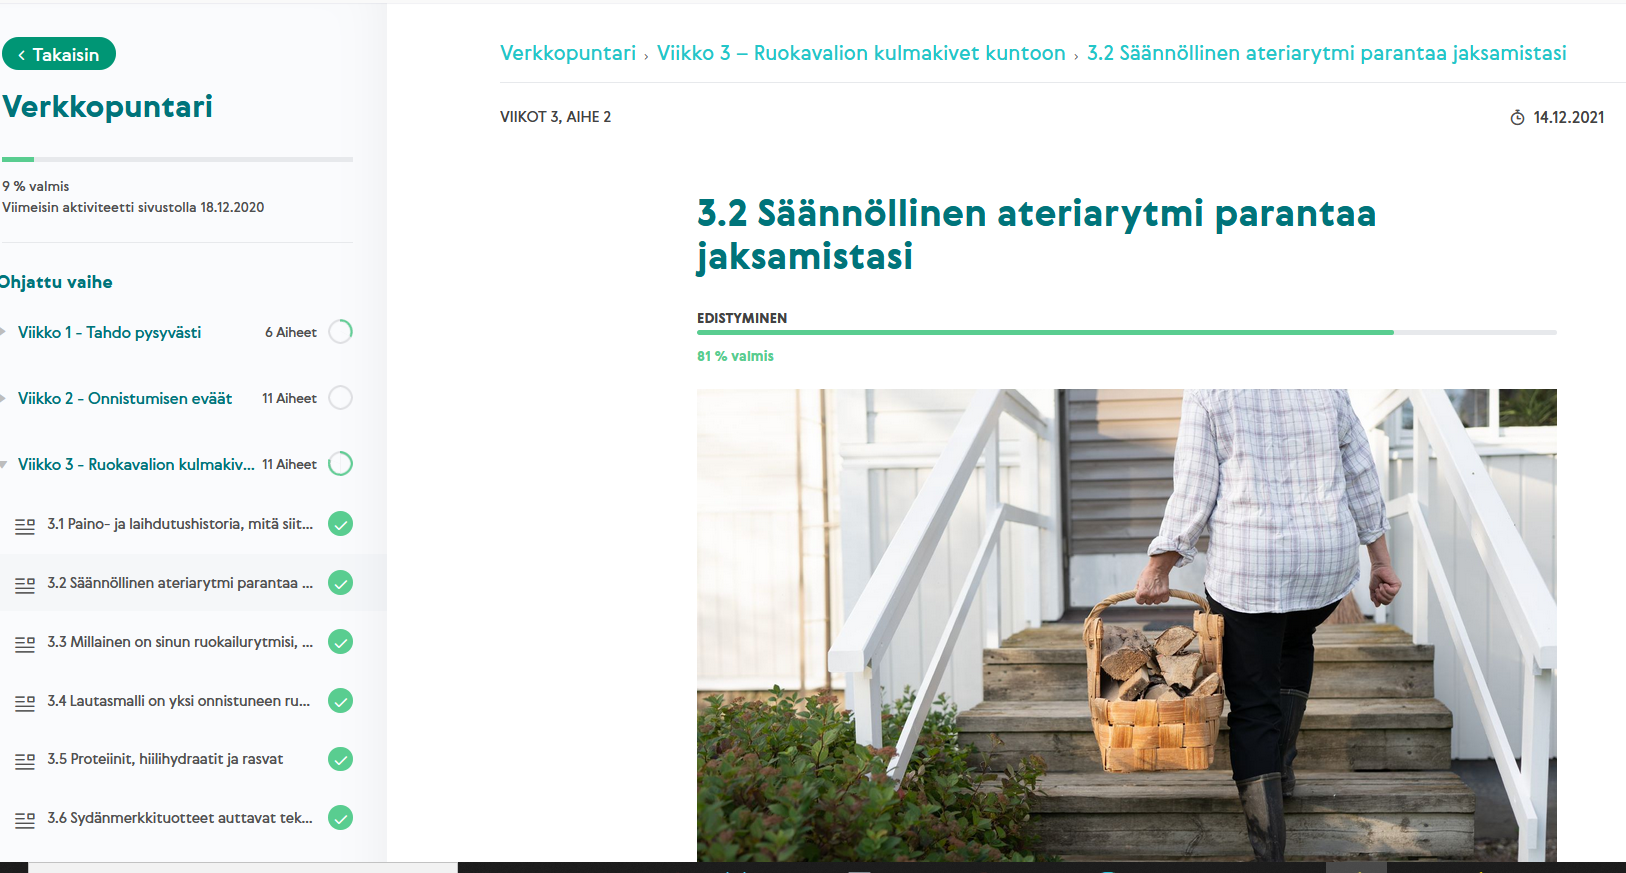 Takaisin
Verkkopuntari
9 % valmis
Viimeisin aktiviteetti sivustolla 18.12.2020
Ohjattu vaihe
Viikko 1 - Tahdo pysyvästi 6 Aiheet
Viikko 2 - Onnistumisen eväät 11 Aiheet
Viikko 3 - Ruokavalion kulmakiv... 11 Aiheet
3.1 Paino- ja laihdutushistoria, mitä siit...
3.2 Säännöllinen ateriarytmi parantaa ...
3.3 Millainen on sinun ruokailurytmisi, ...
3.4 Lautasmalli on yksi onnistuneen ru...
3.5 Proteiinit, hiilihydraatit ja rasvat
3.6 Sydänmerkkituotteet auttavat tek...
Verkkopuntari › Viikko 3 – Ruokavalion kulmakivet kuntoon › 3.2 Säännöllinen ateriarytmi parantaa jaksamistasi
VIIKOT 3, AIHE 2
14.12.2021
3.2 Säännöllinen ateriarytmi parantaa
jaksamistasi
EDISTYMINEN
81 % valmis